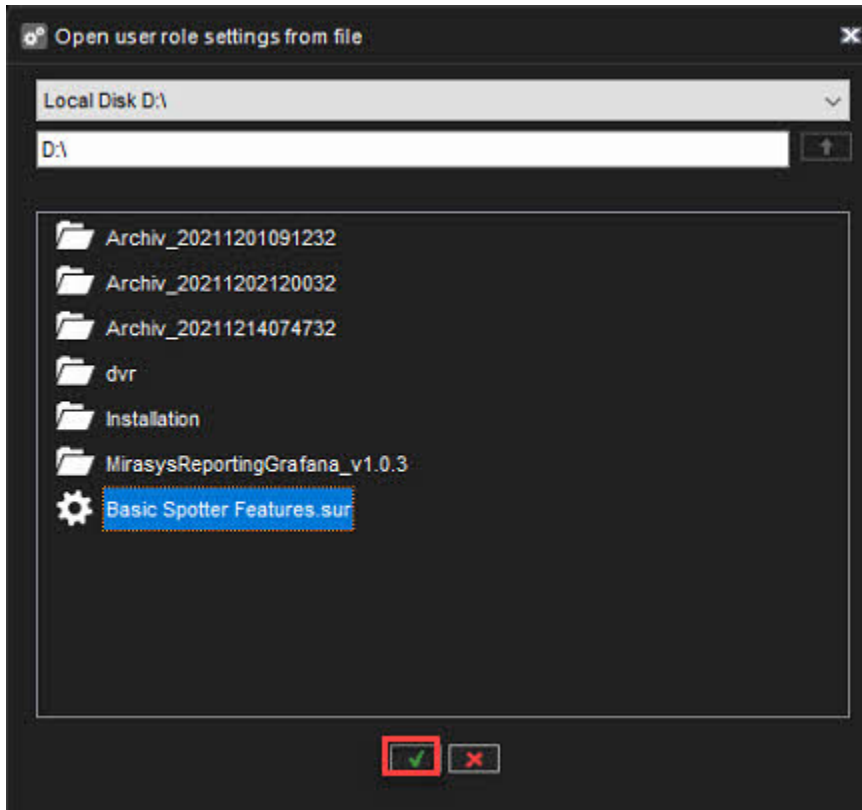 Open user role settings from file
Local Disk D:\
D:\
Archiv_20211201091232
Archiv_20211202120032
Archiv_20211214074732
dvr
Installation
MirasysReportingGrafana_v1.0.3
Basic Spotter Features.sur